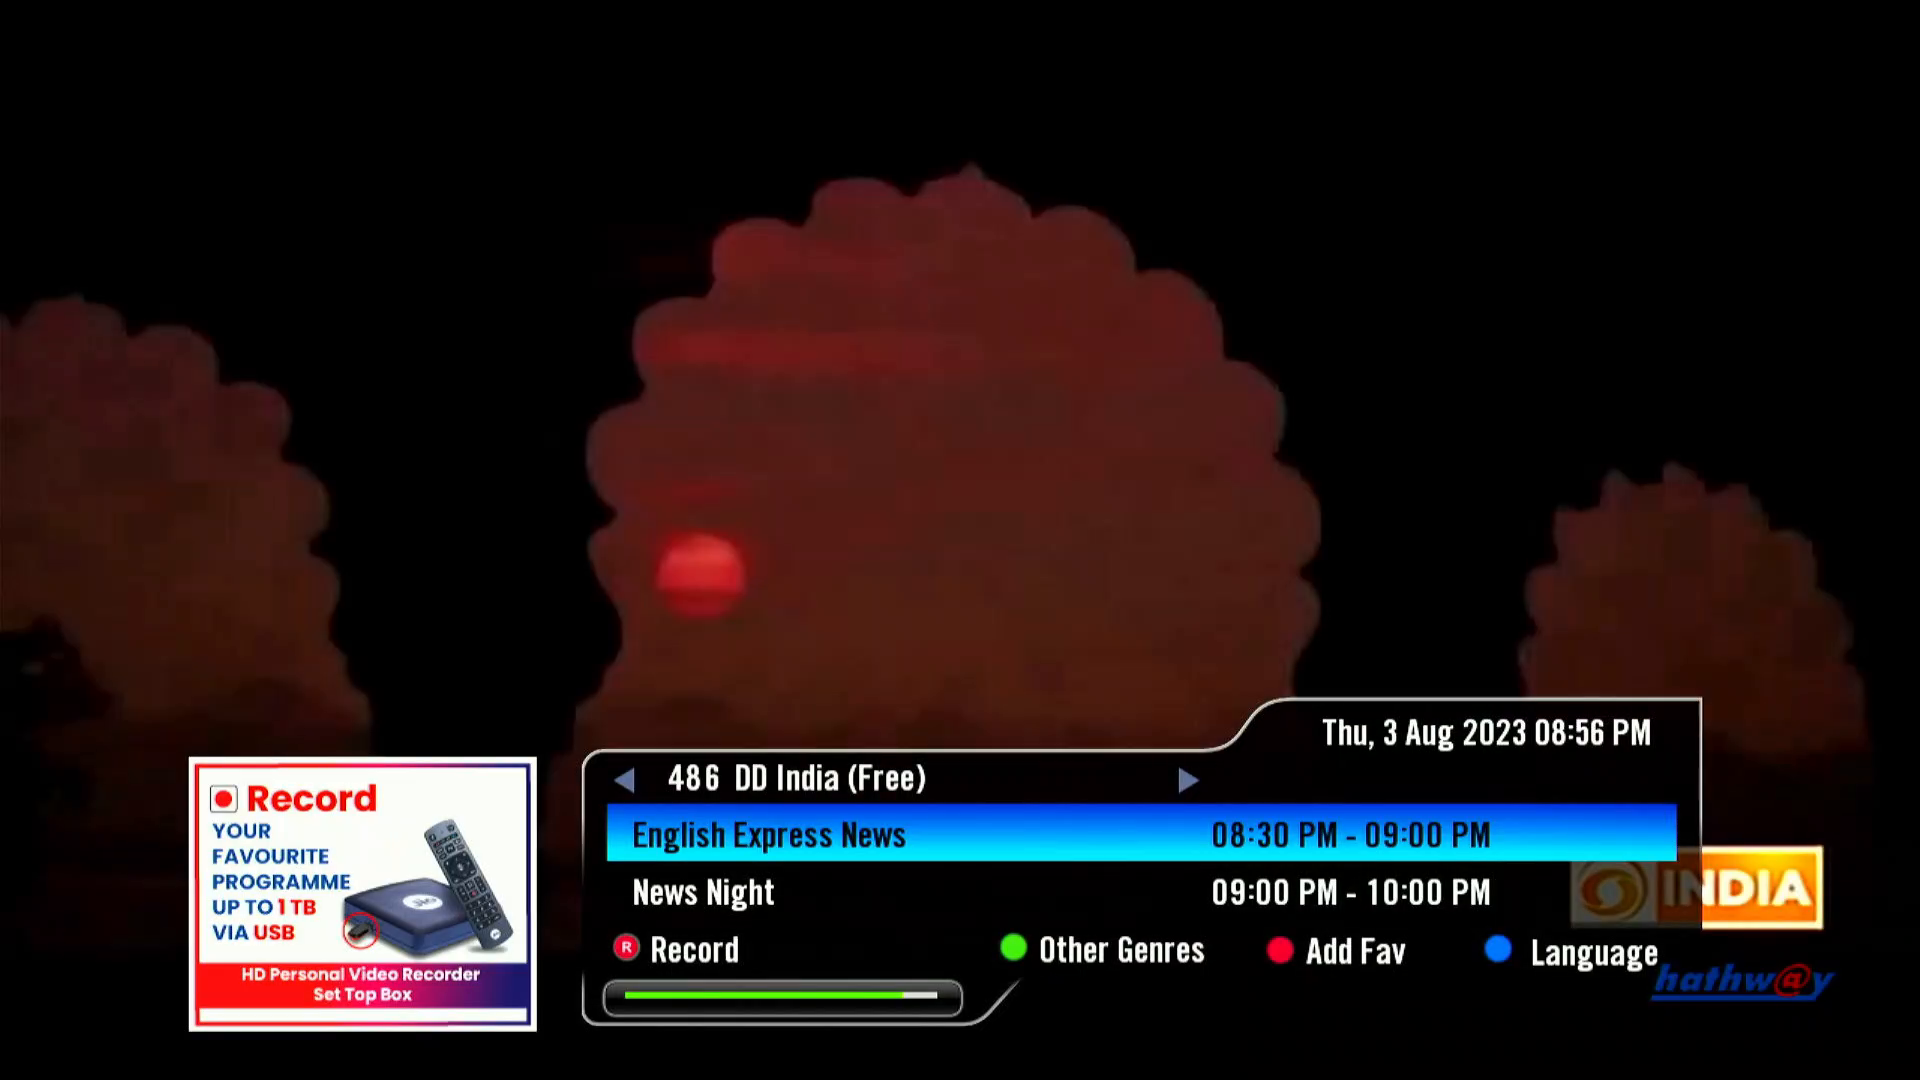 Thu, 3 Aug 2023 08:56 PM
486 DD India (Free)
English Express News 08:30 PM - 09:00 PM
News Night 09:00 PM - 10:00 PM
R Record Other Genres Add Fav Language
INDIA
hathw@y
Record
YOUR
FAVOURITE
PROGRAMME
UP TO 1 TB
VIA USB
HD Personal Video Recorder
Set Top Box